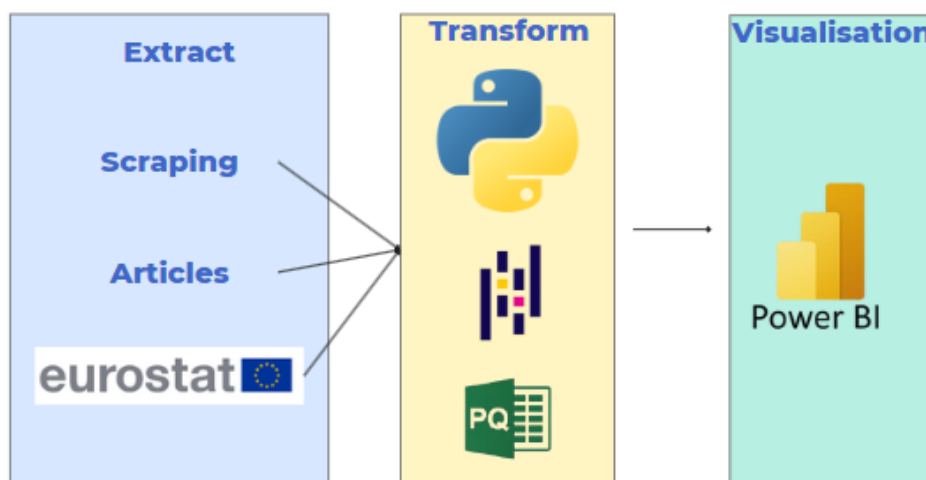 Extract
Scraping
Articles
eurostat
Transform
PQ
Visualisation
Power BI